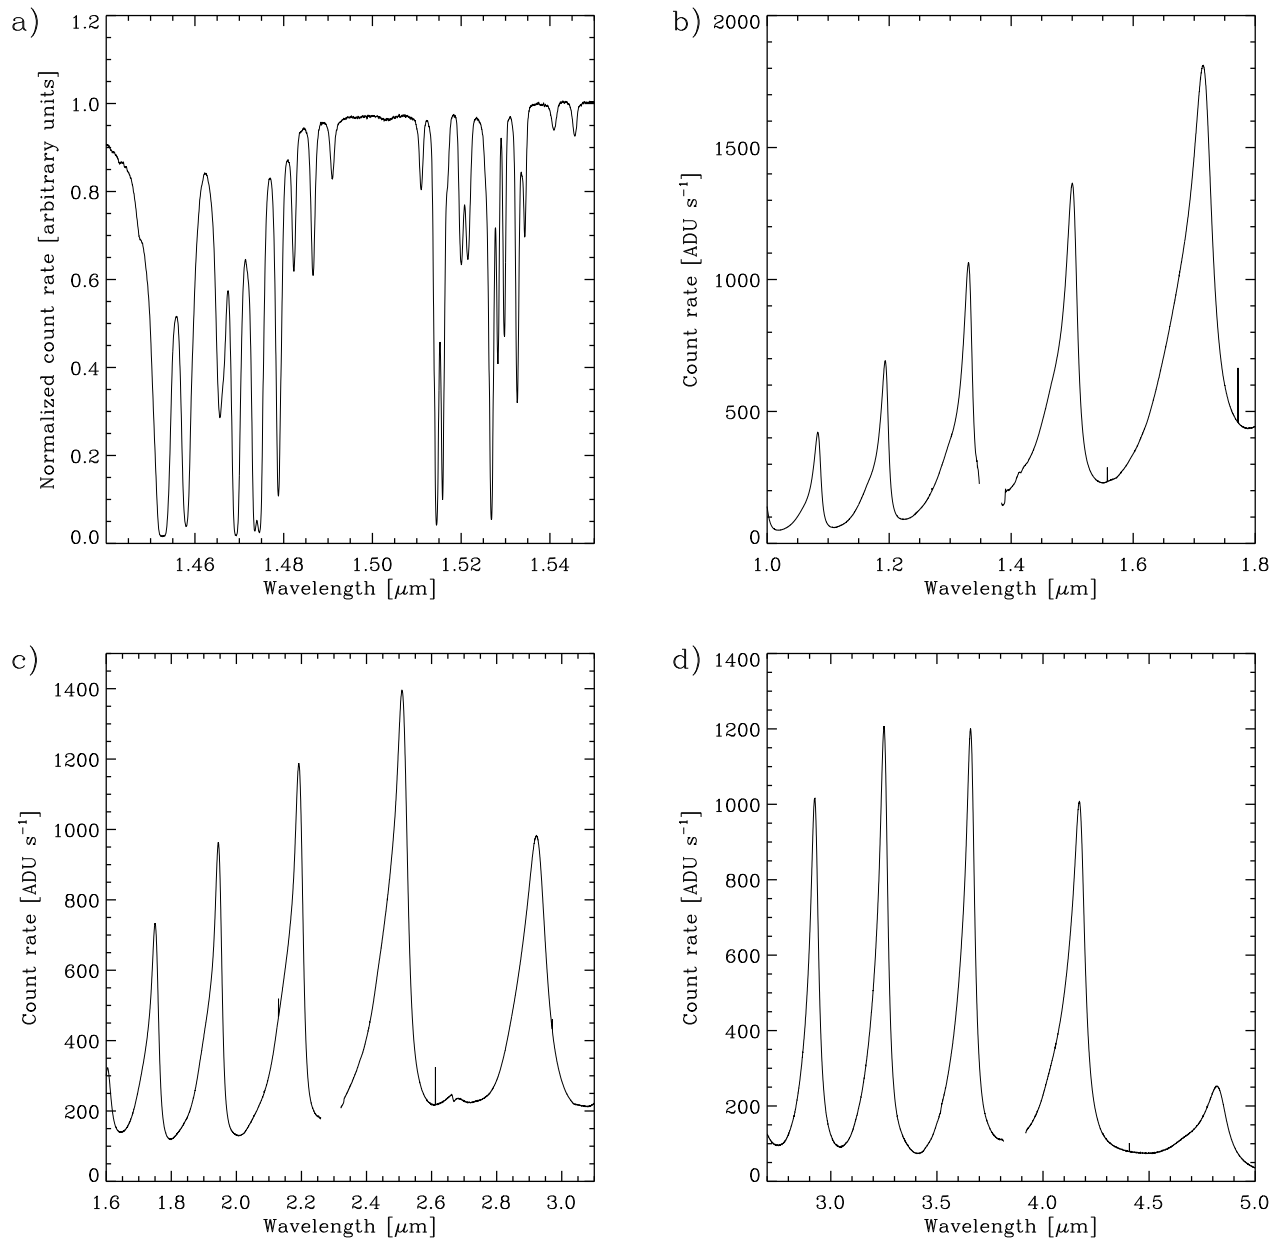 a)
1.2
1.0
0.8
0.6
0.4
0.2
0.0
Normalized count rate [arbitrary units]
1.46 1.48 1.50 1.52 1.54
Wavelength [μm]
b)
2000
1500
1000
500
0
Count rate [ADU s⁻¹]
1.0 1.2 1.4 1.6 1.8
Wavelength [μm]
c)
1400
1200
1000
800
600
400
200
0
Count rate [ADU s⁻¹]
1.6 1.8 2.0 2.2 2.4 2.6 2.8 3.0
Wavelength [μm]
d)
1400
1200
1000
800
600
400
200
0
Count rate [ADU s⁻¹]
3.0 3.5 4.0 4.5 5.0
Wavelength [μm]